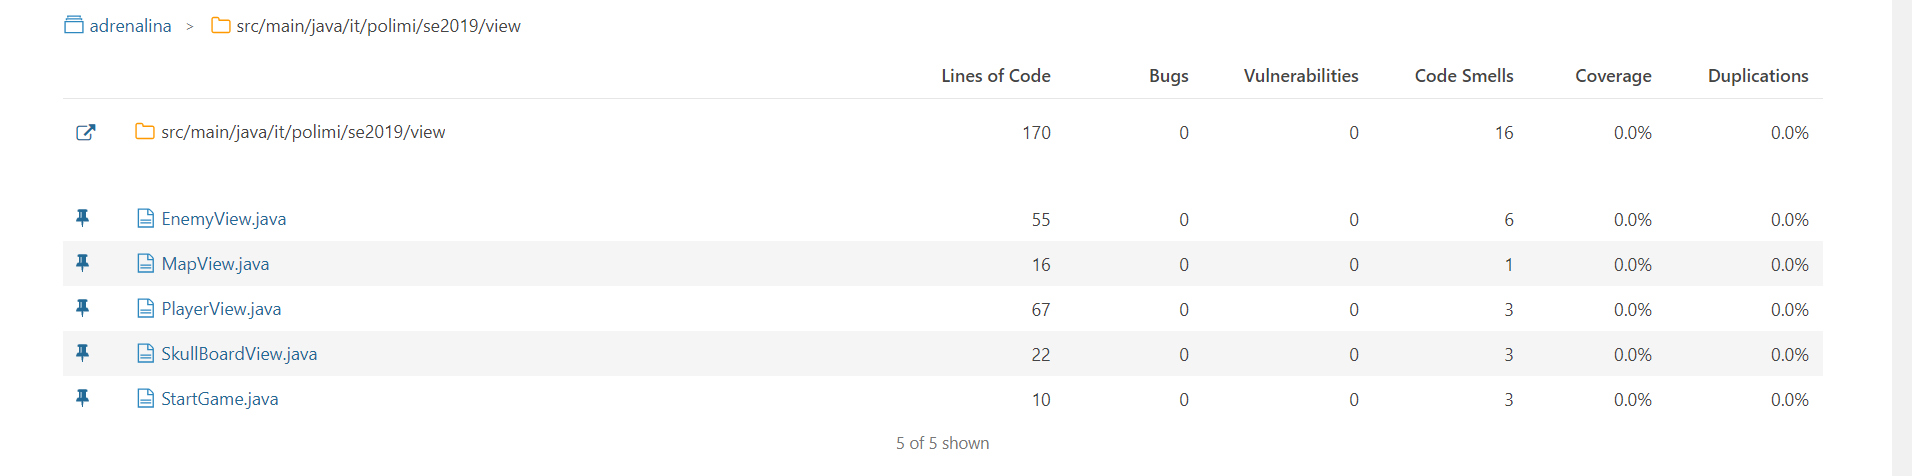 adrenalina > src/main/java/it/polimi/se2019/view
Lines of Code Bugs Vulnerabilities Code Smells Coverage Duplications
src/main/java/it/polimi/se2019/view 170 0 0 16 0.0% 0.0%
EnemyView.java 55 0 0 6 0.0% 0.0%
MapView.java 16 0 0 1 0.0% 0.0%
PlayerView.java 67 0 0 3 0.0% 0.0%
SkullBoardView.java 22 0 0 3 0.0% 0.0%
StartGame.java 10 0 0 3 0.0% 0.0%
5 of 5 shown